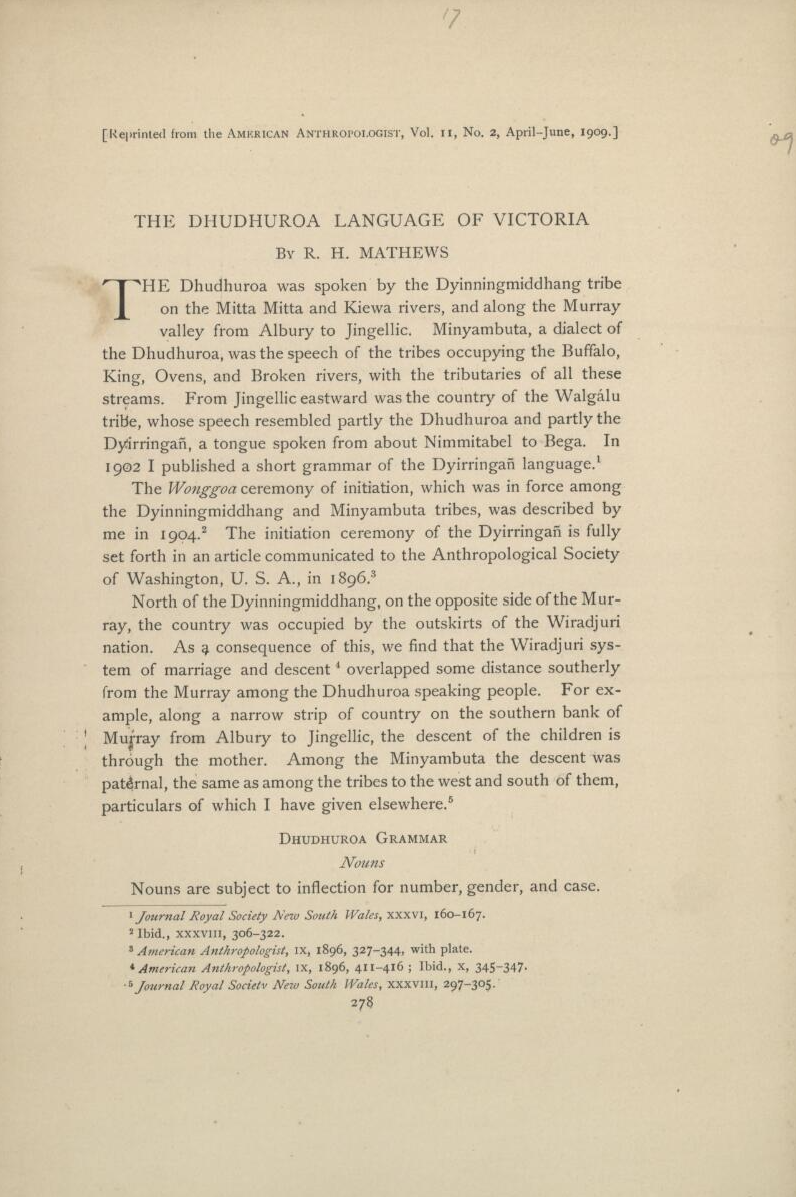 17
[Reprinted from the AMERICAN ANTHROPOLOGIST, Vol. 11, No. 2, April–June, 1909.]
09
THE DHUDHUROA LANGUAGE OF VICTORIA
By R. H. MATHEWS
THE Dhudhuroa was spoken by the Dyinningmiddhang tribe
on the Mitta Mitta and Kiewa rivers, and along the Murray
valley from Albury to Jingellic. Minyambuta, a dialect of
the Dhudhuroa, was the speech of the tribes occupying the Buffalo,
King, Ovens, and Broken rivers, with the tributaries of all these
streams. From Jingellic eastward was the country of the Walgálu
tribe, whose speech resembled partly the Dhudhuroa and partly the
Dyirringañ, a tongue spoken from about Nimmitabel to Bega. In
1902 I published a short grammar of the Dyirringañ language.¹
The Wonggoa ceremony of initiation, which was in force among
the Dyinningmiddhang and Minyambuta tribes, was described by
me in 1904.² The initiation ceremony of the Dyirringañ is fully
set forth in an article communicated to the Anthropological Society
of Washington, U. S. A., in 1896.³
North of the Dyinningmiddhang, on the opposite side of the Mur-
ray, the country was occupied by the outskirts of the Wiradjuri
nation. As a consequence of this, we find that the Wiradjuri sys-
tem of marriage and descent ⁴ overlapped some distance southerly
from the Murray among the Dhudhuroa speaking people. For ex-
ample, along a narrow strip of country on the southern bank of
Murray from Albury to Jingellic, the descent of the children is
through the mother. Among the Minyambuta the descent was
paternal, the same as among the tribes to the west and south of them,
particulars of which I have given elsewhere.⁵
DHUDHUROA GRAMMAR
Nouns
Nouns are subject to inflection for number, gender, and case.
¹ Journal Royal Society New South Wales, XXXVI, 160–167.
² Ibid., XXXVIII, 306–322.
³ American Anthropologist, IX, 1896, 327–344, with plate.
⁴ American Anthropologist, IX, 1896, 411–416 ; Ibid., X, 345–347.
⁵ Journal Royal Society New South Wales, XXXVIII, 297–305.
278